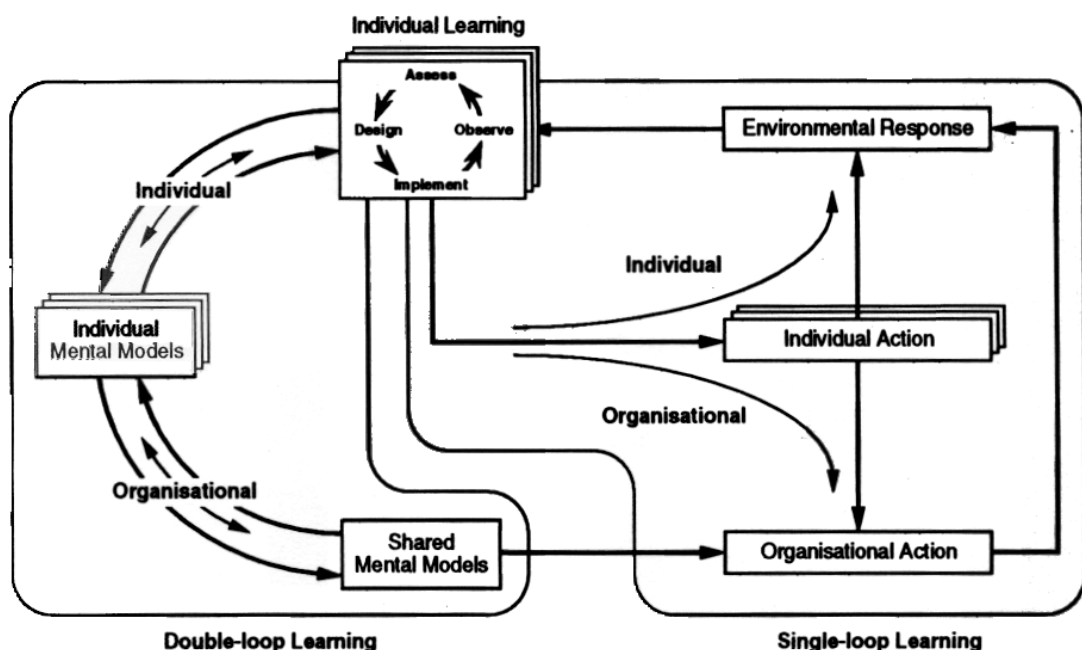 Individual Learning
Assess
Design
Observe
Implement
Environmental Response
Individual
Individual
Individual
Mental Models
Individual Action
Organisational
Organisational
Shared
Mental Models
Organisational Action
Double-loop Learning
Single-loop Learning